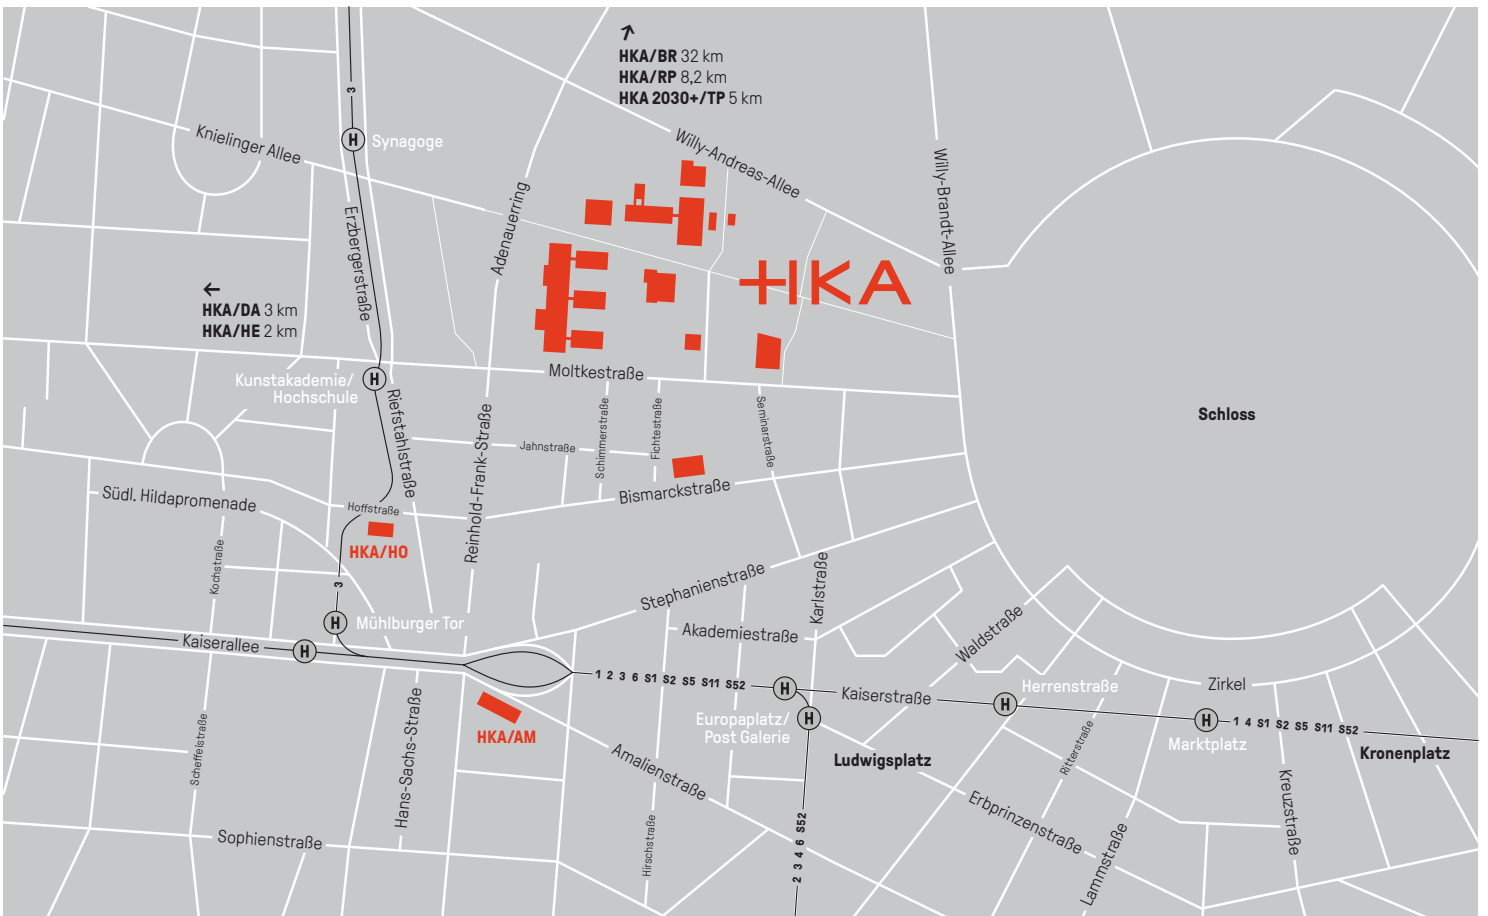 HKA/BR 32 km
HKA/RP 8,2 km
HKA 2030+/TP 5 km
3
Synagoge
Knielinger Allee
Willy-Andreas-Allee
Willy-Brandt-Allee
Adenauerring
Erzbergerstraße
HKA
HKA/DA 3 km
HKA/HE 2 km
Moltkestraße
H
H
Kunstakademie/
Hochschule
Riefstahlstraße
Reinhold-Frank-Straße
Jahnstraße
Schimmerstraße
Fichtestraße
Seminarstraße
Schloss
Bismarckstraße
Südl. Hildapromenade
Hoffstraße
HKA/HO
Kochstraße
3
Stephanienstraße
Karlstraße
Akademiestraße
Waldstraße
H
Mühlburger Tor
Kaiserallee
H
1 2 3 6 S1 S2 S5 S11 S52
H
Kaiserstraße
Herrenstraße
H
Zirkel
Europaplatz/
Post Galerie
H
H
1 4 S1 S2 S5 S11 S52
Marktplatz
Kronenplatz
Ludwigsplatz
HKA/AM
Amalienstraße
Scheffelstraße
Hans-Sachs-Straße
Ritterstraße
Erbprinzenstraße
Kreuzstraße
Lammstraße
Sophienstraße
Hirschstraße
2 3 4 6 S52